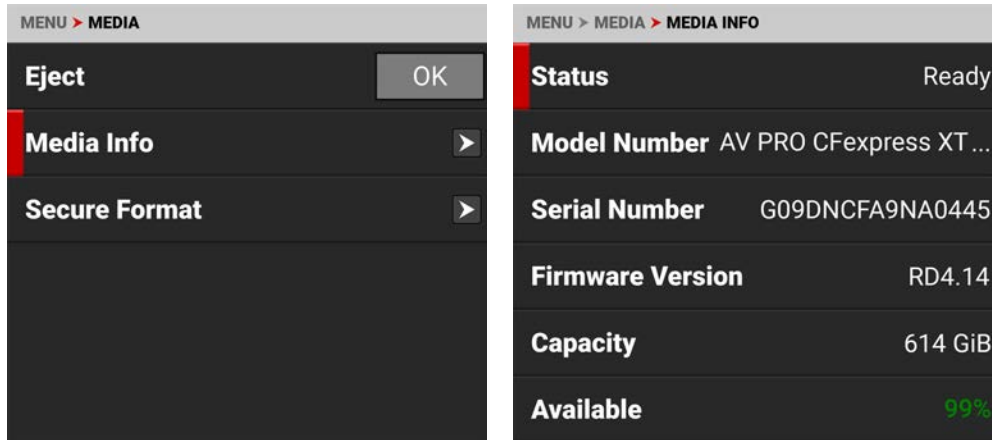 MENU > MEDIA
Eject OK
Media Info >
Secure Format >
MENU > MEDIA > MEDIA INFO
Status Ready
Model Number AV PRO CFexpress XT...
Serial Number G09DNCFA9NA0445
Firmware Version RD4.14
Capacity 614 GiB
Available 99%